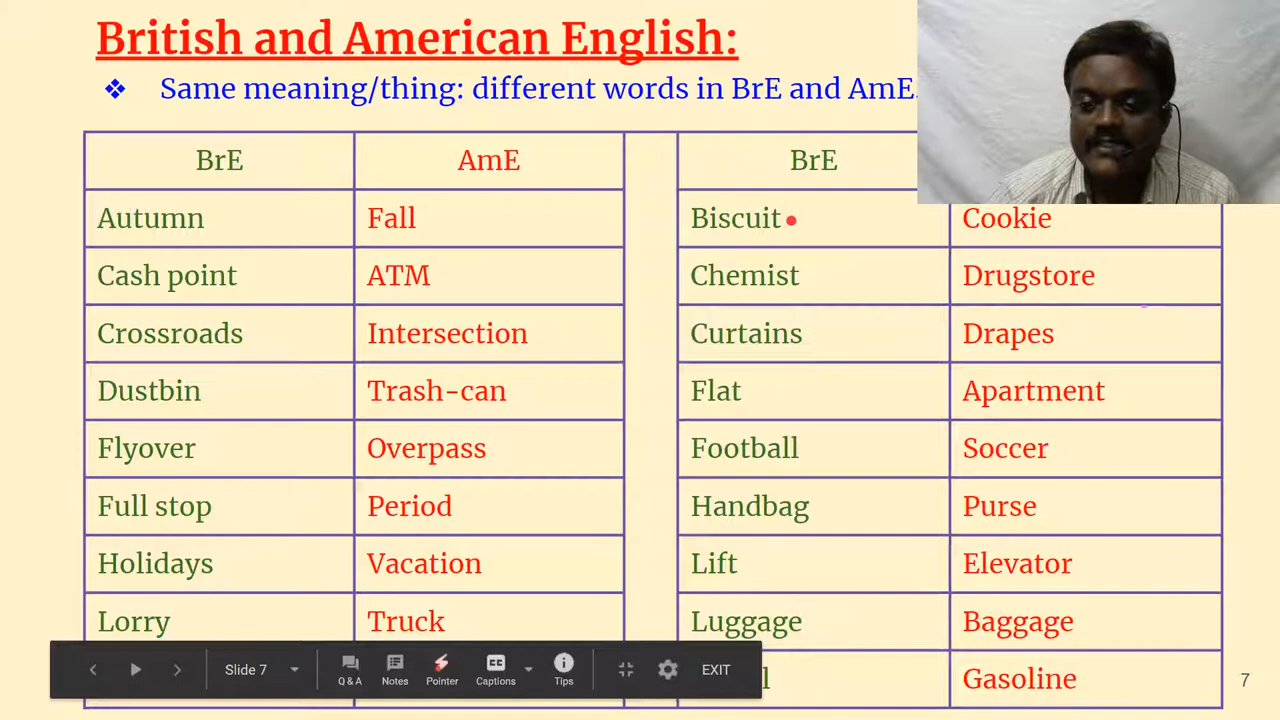 British and American English:
❖ Same meaning/thing: different words in BrE and AmE.
BrE AmE BrE
Autumn Fall Biscuit Cookie
Cash point ATM Chemist Drugstore
Crossroads Intersection Curtains Drapes
Dustbin Trash-can Flat Apartment
Flyover Overpass Football Soccer
Full stop Period Handbag Purse
Holidays Vacation Lift Elevator
Lorry Truck Luggage Baggage
Gasoline
Slide 7 Q & A Notes Pointer CC Captions Tips EXIT
7